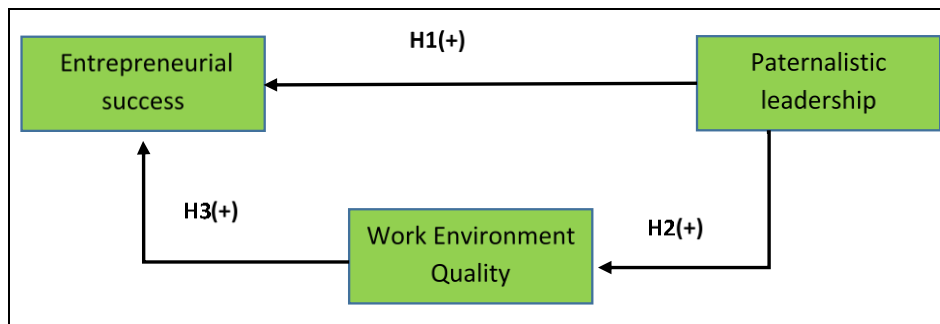 H1(+)
Entrepreneurial
success
Paternalistic
leadership
H3(+)
Work Environment
Quality
H2(+)